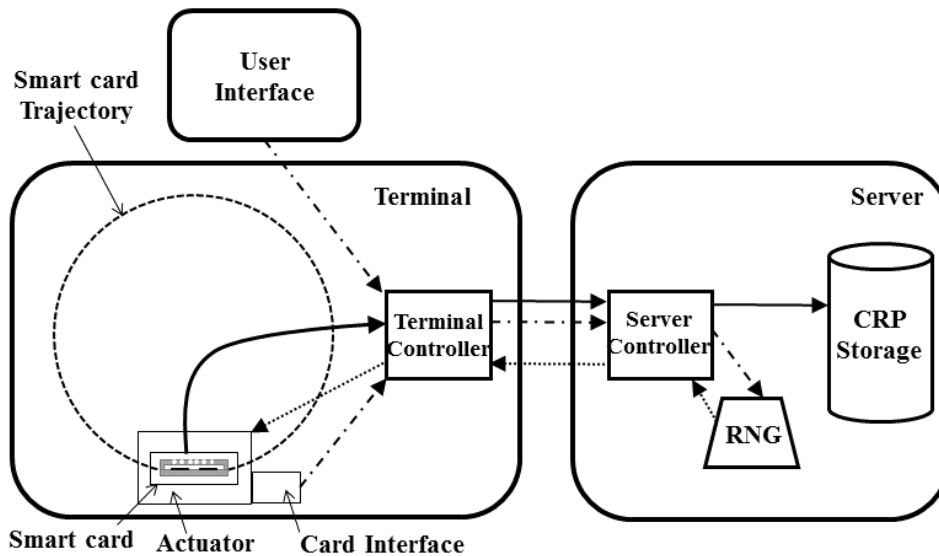 User
Interface
Smart card
Trajectory
Terminal
Server
Terminal
Controller
Server
Controller
CRP
Storage
RNG
Smart card
Actuator
Card Interface